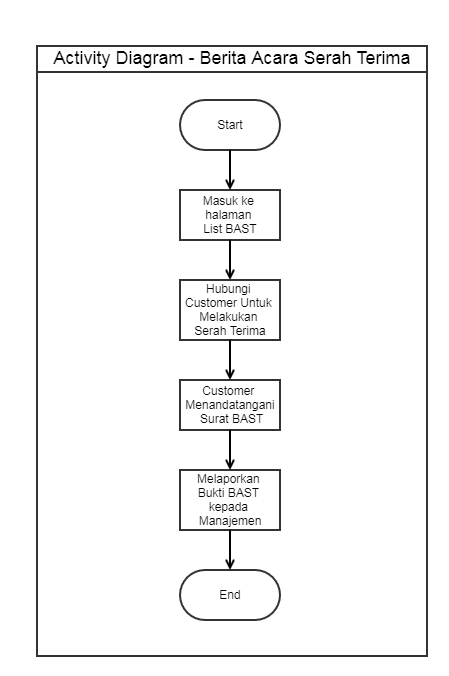 Activity Diagram - Berita Acara Serah Terima
Start
Masuk ke
halaman
List BAST
Hubungi
Customer Untuk
Melakukan
Serah Terima
Customer
Menandatangani
Surat BAST
Melaporkan
Bukti BAST
kepada
Manajemen
End